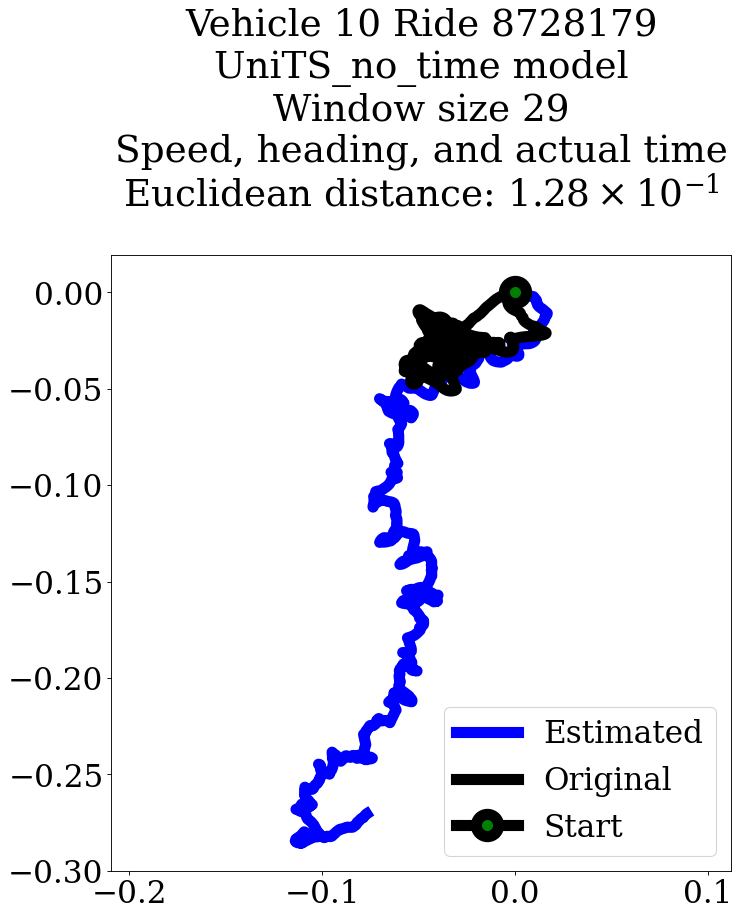 Vehicle 10 Ride 8728179
UniTS_no_time model
Window size 29
Speed, heading, and actual time
Euclidean distance: 1.28 × 10⁻¹
0.00
−0.05
−0.10
−0.15
−0.20
−0.25
−0.30
Estimated
Original
Start
−0.2 −0.1 0.0 0.1